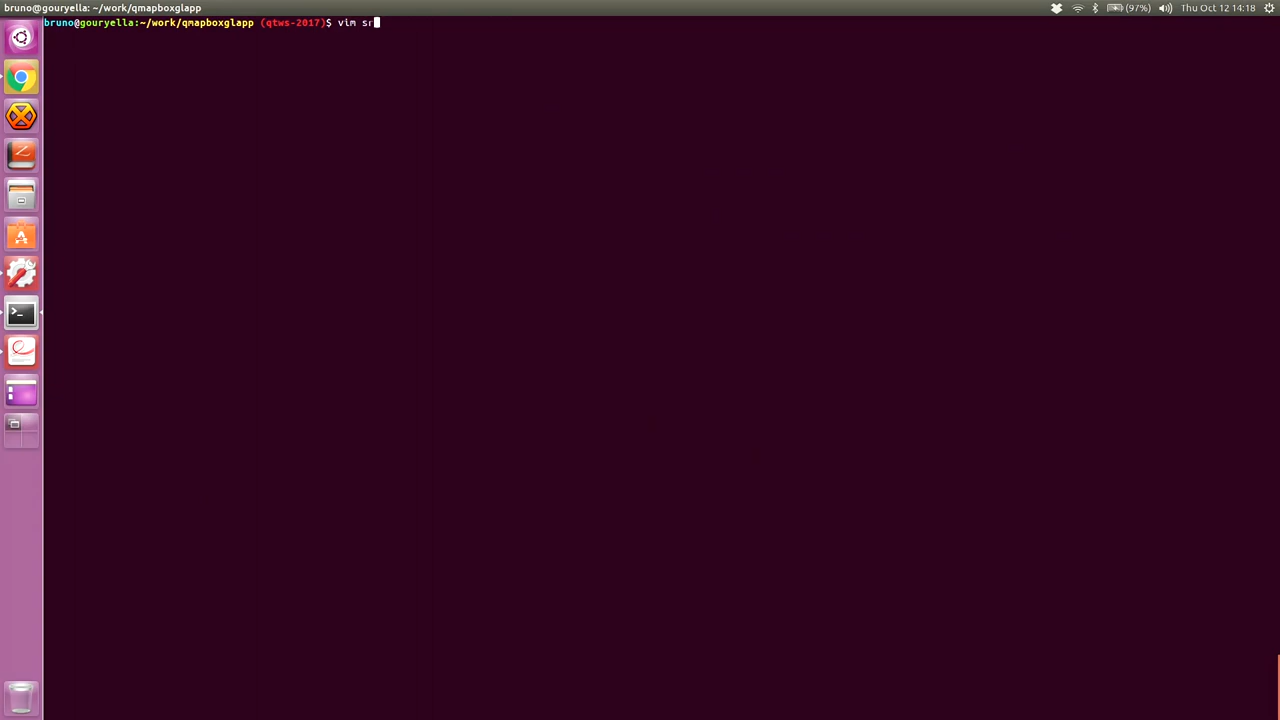 bruno@gouryella: ~/work/qmapboxglapp
(97%) Thu Oct 12 14:18
bruno@gouryella:~/work/qmapboxglapp (qtws-2017)$ vim sr